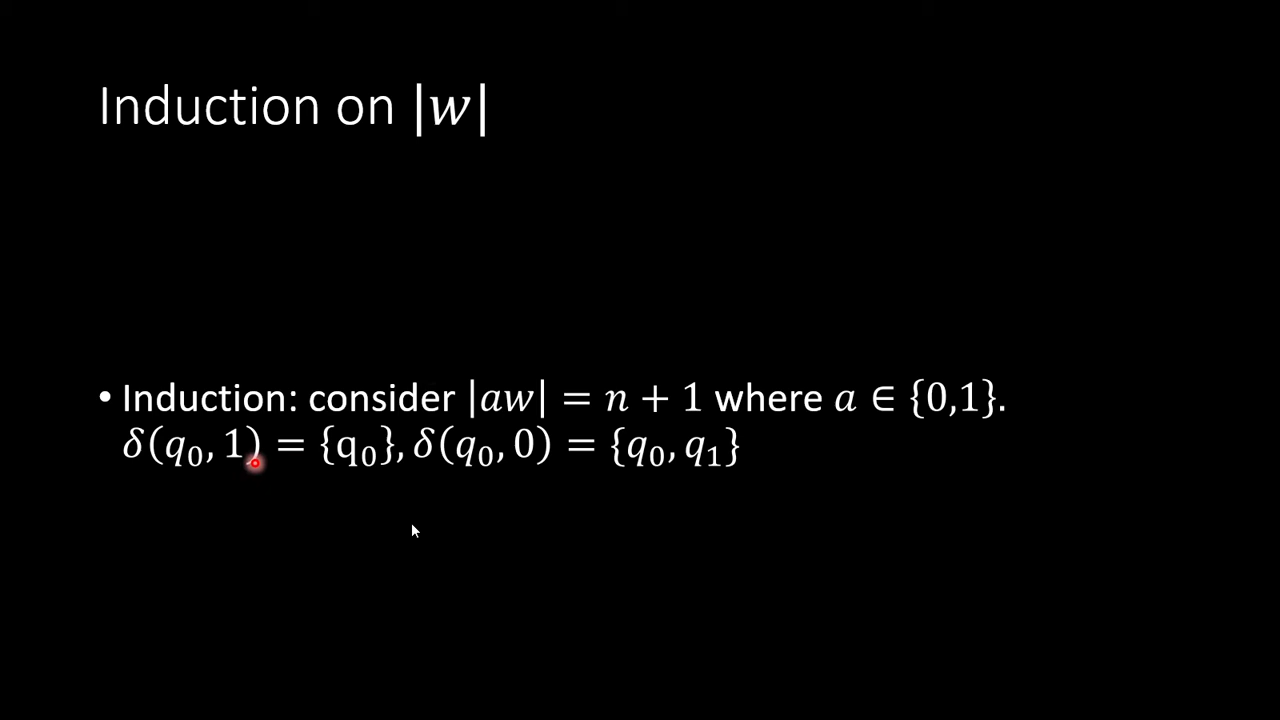 Induction on |w|
• Induction: consider |aw| = n + 1 where a ∈ {0,1}.
δ(q₀, 1) = {q₀}, δ(q₀, 0) = {q₀, q₁}